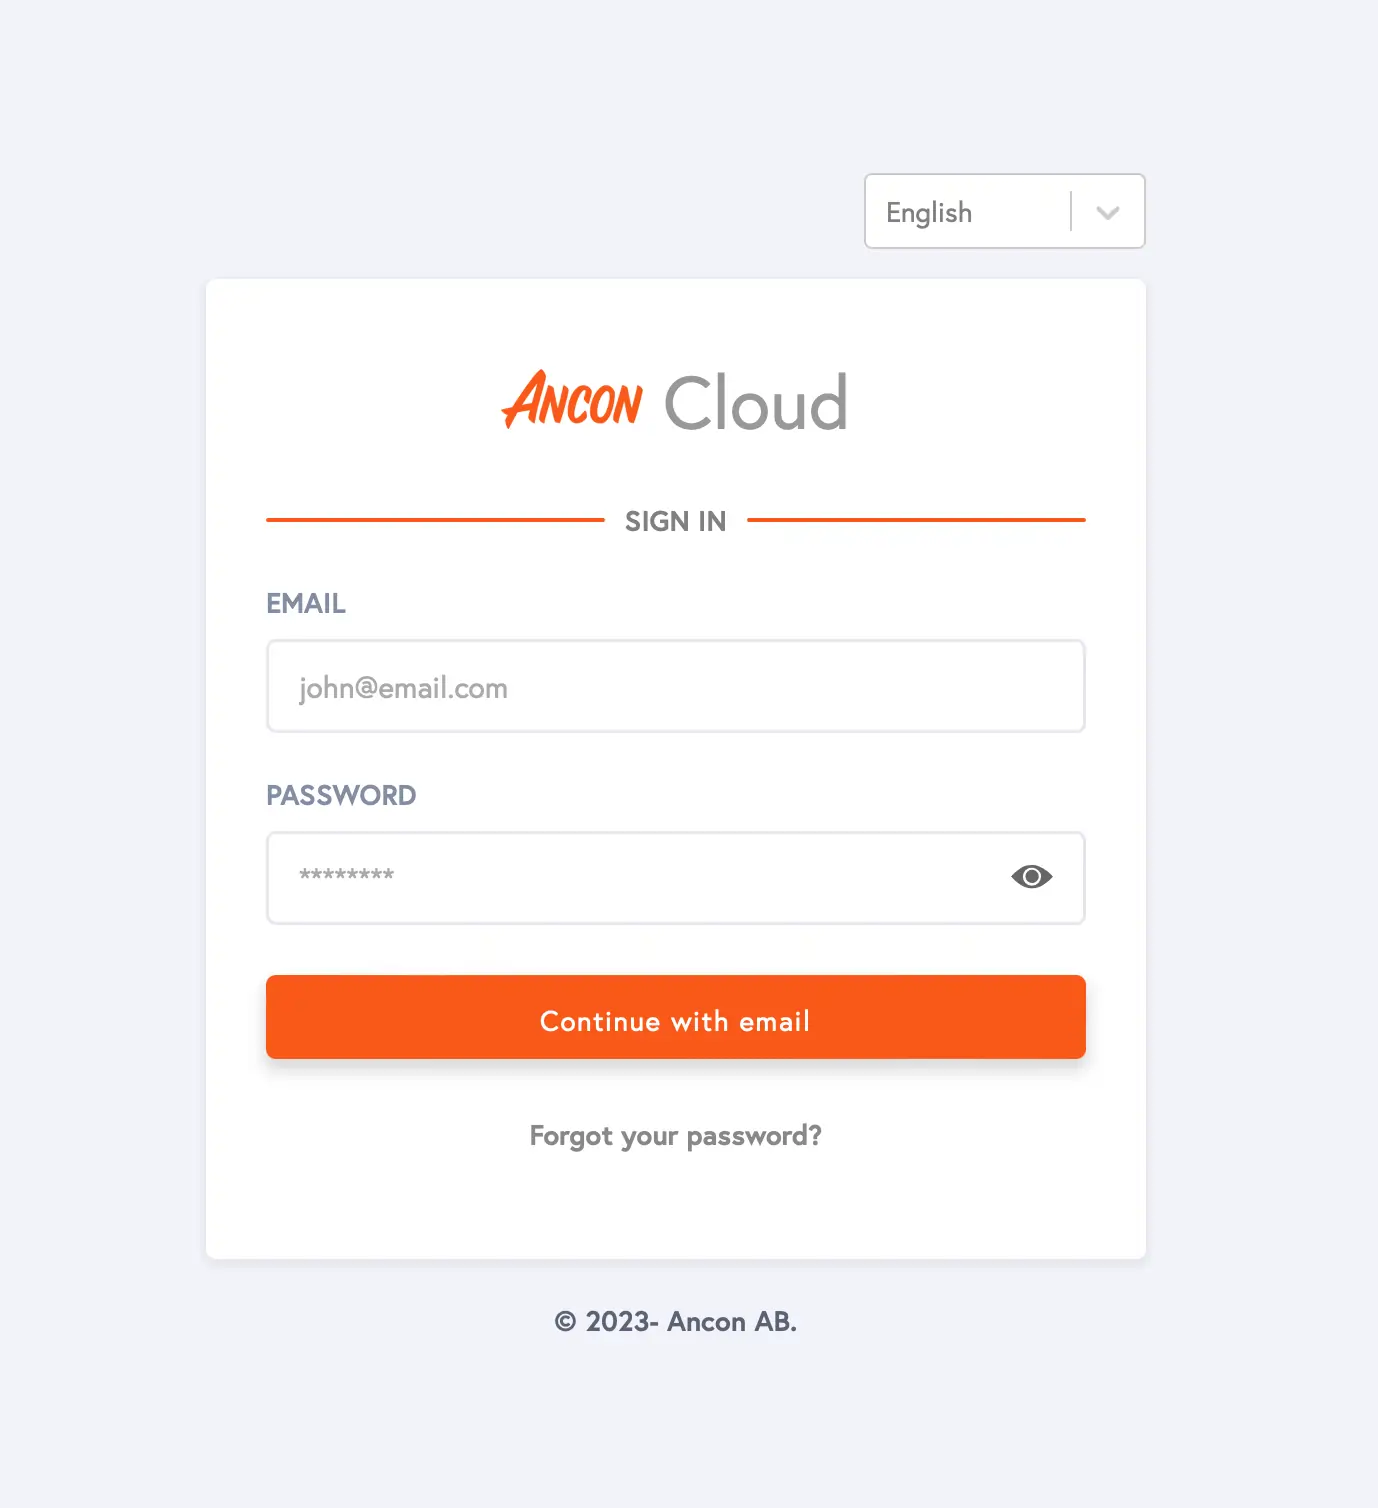 English
ANCON Cloud
SIGN IN
EMAIL
john@email.com
PASSWORD
********
Continue with email
Forgot your password?
© 2023- Ancon AB.